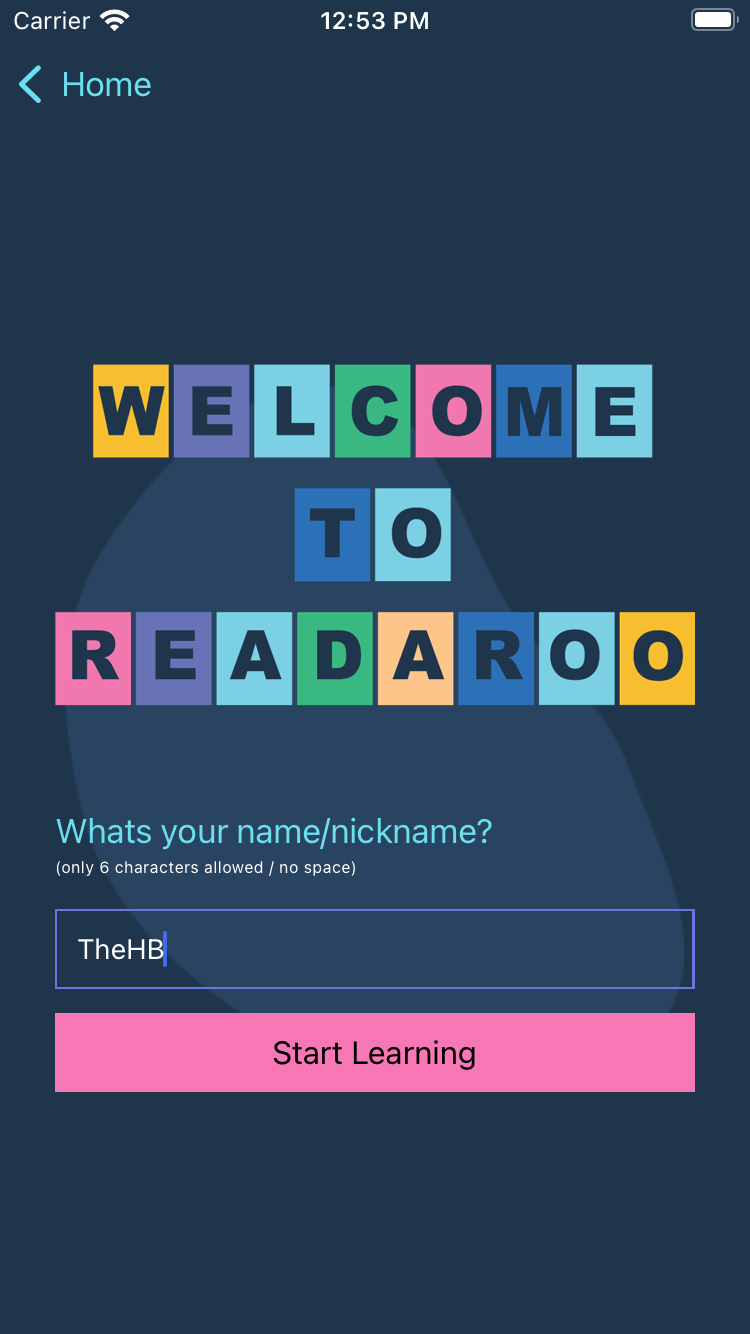 Carrier 12:53 PM
Home
WELCOME
TO
READAROO
Whats your name/nickname?
(only 6 characters allowed / no space)
TheHB
Start Learning